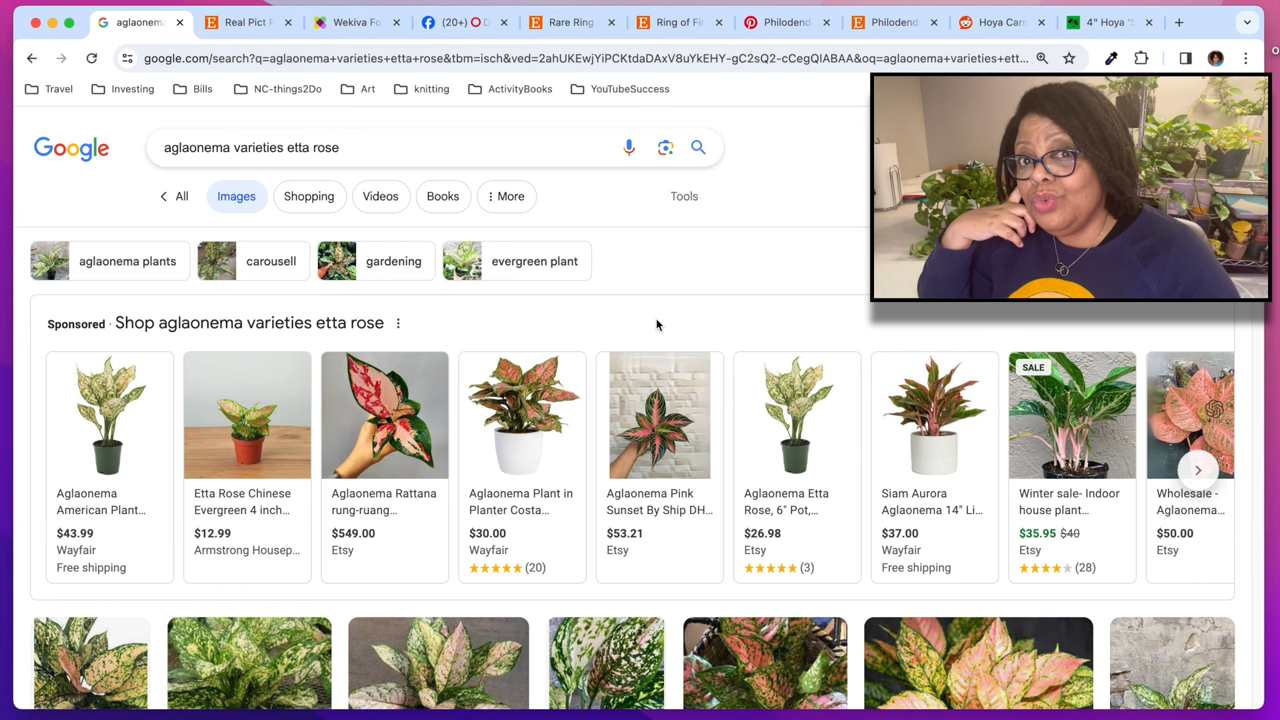 aglaonem
Real Pict F
Wekiva Fo
(20+) D
Rare Ring
Ring of Fi
Philodend
Philodend
Hoya Carn
4" Hoya 'S
google.com/search?q=aglaonema+varieties+etta+rose&tbm=isch&ved=2ahUKEwjYiPCKtdaDAxV8uYkEHY-gC2sQ2-cCegQIABAA&oq=aglaonema+varieties+ett...
Travel
Investing
Bills
NC-things2Do
Art
knitting
ActivityBooks
YouTubeSuccess
Google
aglaonema varieties etta rose
All
Images
Shopping
Videos
Books
More
Tools
aglaonema plants
carousell
gardening
evergreen plant
Sponsored · Shop aglaonema varieties etta rose
Aglaonema
American Plant...
$43.99
Wayfair
Free shipping
Etta Rose Chinese
Evergreen 4 inch...
$12.99
Armstrong Housep...
Aglaonema Rattana
rung-ruang...
$549.00
Etsy
Aglaonema Plant in
Planter Costa...
$30.00
Wayfair
(20)
Aglaonema Pink
Sunset By Ship DH...
$53.21
Etsy
Aglaonema Etta
Rose, 6" Pot,...
$26.98
Etsy
(3)
Siam Aurora
Aglaonema 14" Li...
$37.00
Wayfair
Free shipping
SALE
Winter sale- Indoor
house plant...
$35.95 $40
Etsy
(28)
Wholesale -
Aglaonema...
$50.00
Etsy